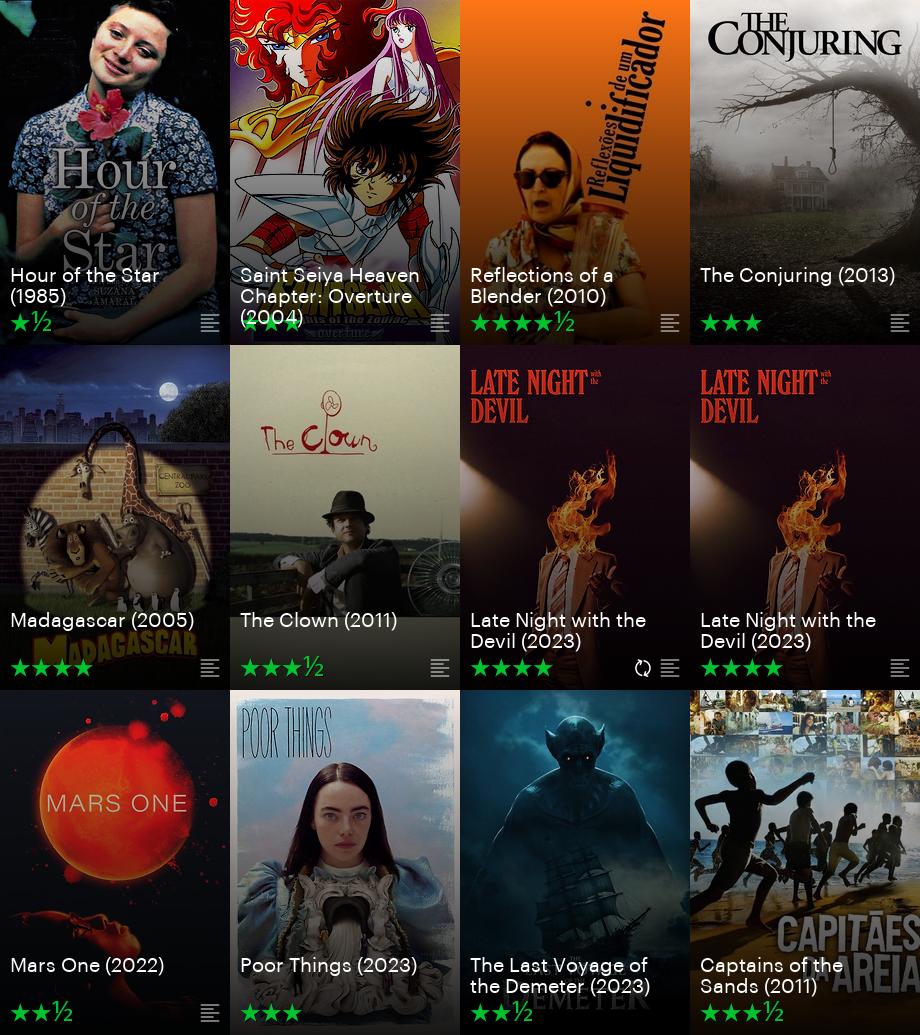 Hour
of the
Star
SUZANA
AMARAL
Hour of the Star
(1985)
★½
Saint Seiya Heaven
Chapter: Overture
(2004)
overture
★★★
Reflexões de um
Liquidificador
Reflections of a
Blender (2010)
★★★★½
THE
CONJURING
The Conjuring (2013)
★★★
CENTRAL PARK
ZOO
Madagascar (2005)
MADAGASCAR
★★★★
The Clown
The Clown (2011)
★★★½
LATE NIGHT with the
DEVIL
Late Night with the
Devil (2023)
★★★★
LATE NIGHT with the
DEVIL
Late Night with the
Devil (2023)
★★★★
MARS ONE
Mars One (2022)
★★½
POOR THINGS
Poor Things (2023)
★★★
The Last Voyage of
the Demeter (2023)
DEMETER
★★½
CAPITÃES
DA AREIA
Captains of the
Sands (2011)
★★★½